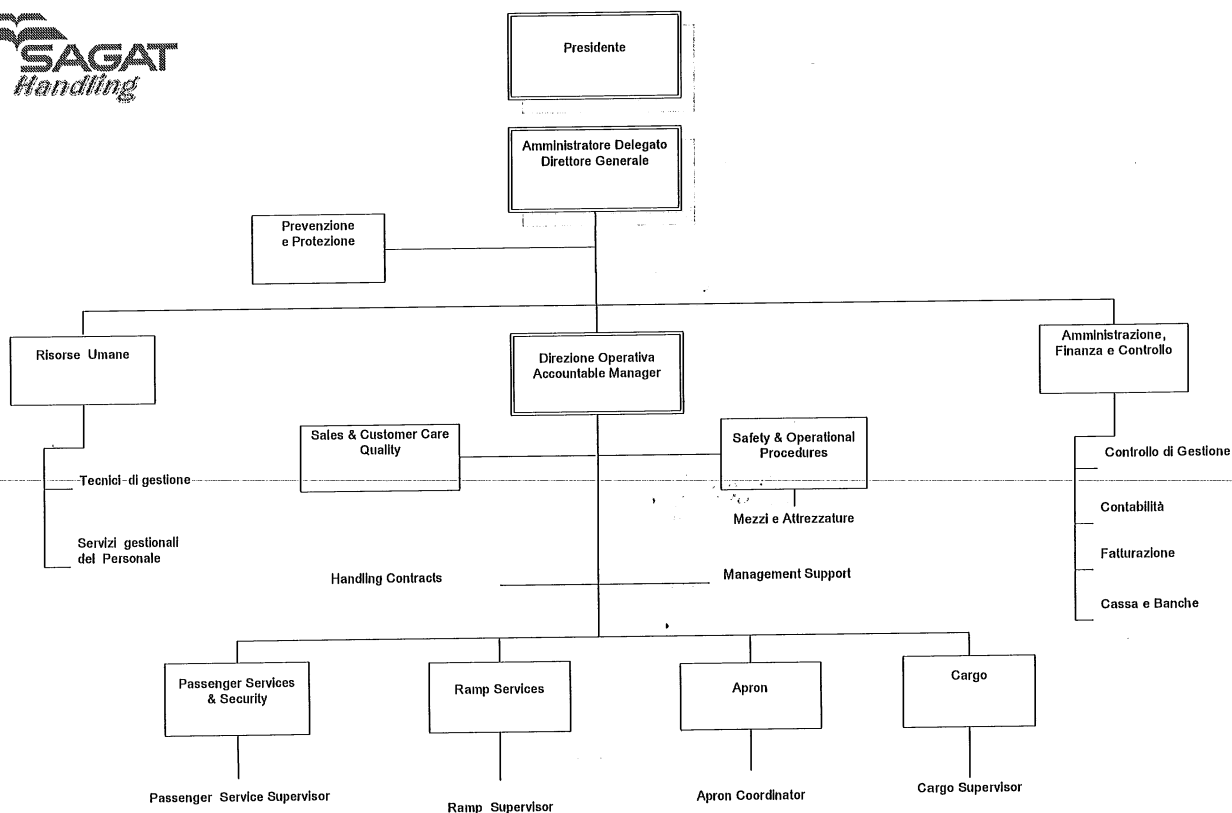 SAGAT
Handling
Presidente
Amministratore Delegato
Direttore Generale
Prevenzione
e Protezione
Risorse Umane
Direzione Operativa
Accountable Manager
Amministrazione,
Finanza e Controllo
Sales & Customer Care
Quality
Safety & Operational
Procedures
Controllo di Gestione
Tecnici di gestione
Mezzi e Attrezzature
Contabilità
Servizi gestionali
del Personale
Fatturazione
Handling Contracts
Management Support
Cassa e Banche
Passenger Services
& Security
Ramp Services
Apron
Cargo
Passenger Service Supervisor
Ramp Supervisor
Apron Coordinator
Cargo Supervisor